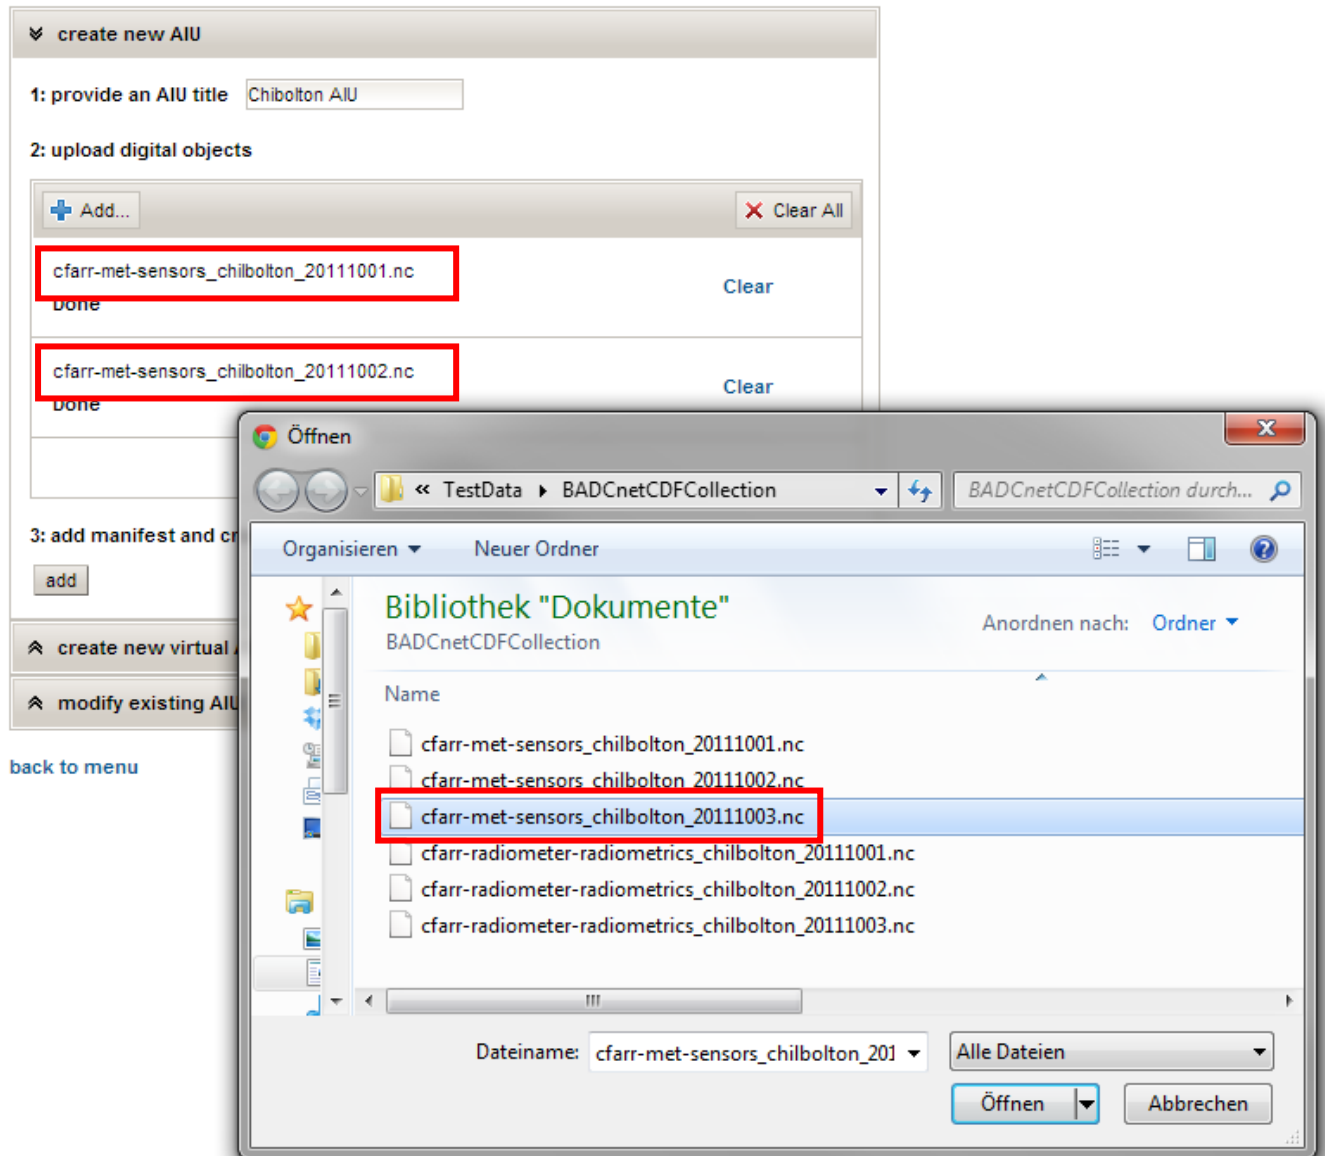 create new AIU
1: provide an AIU title Chibolton AIU
2: upload digital objects
Add... Clear All
cfarr-met-sensors_chilbolton_20111001.nc
Clear
Done
cfarr-met-sensors_chilbolton_20111002.nc
Clear
Done
3: add manifest and cr
add
create new virtual
modify existing AIU
back to menu
Öffnen
« TestData BADCnetCDFCollection BADCnetCDFCollection durch...
Organisieren Neuer Ordner
Bibliothek "Dokumente"
BADCnetCDFCollection
Anordnen nach: Ordner
Name
cfarr-met-sensors_chilbolton_20111001.nc
cfarr-met-sensors_chilbolton_20111002.nc
cfarr-met-sensors_chilbolton_20111003.nc
cfarr-radiometer-radiometrics_chilbolton_20111001.nc
cfarr-radiometer-radiometrics_chilbolton_20111002.nc
cfarr-radiometer-radiometrics_chilbolton_20111003.nc
Dateiname: cfarr-met-sensors_chilbolton_201 Alle Dateien
Öffnen Abbrechen